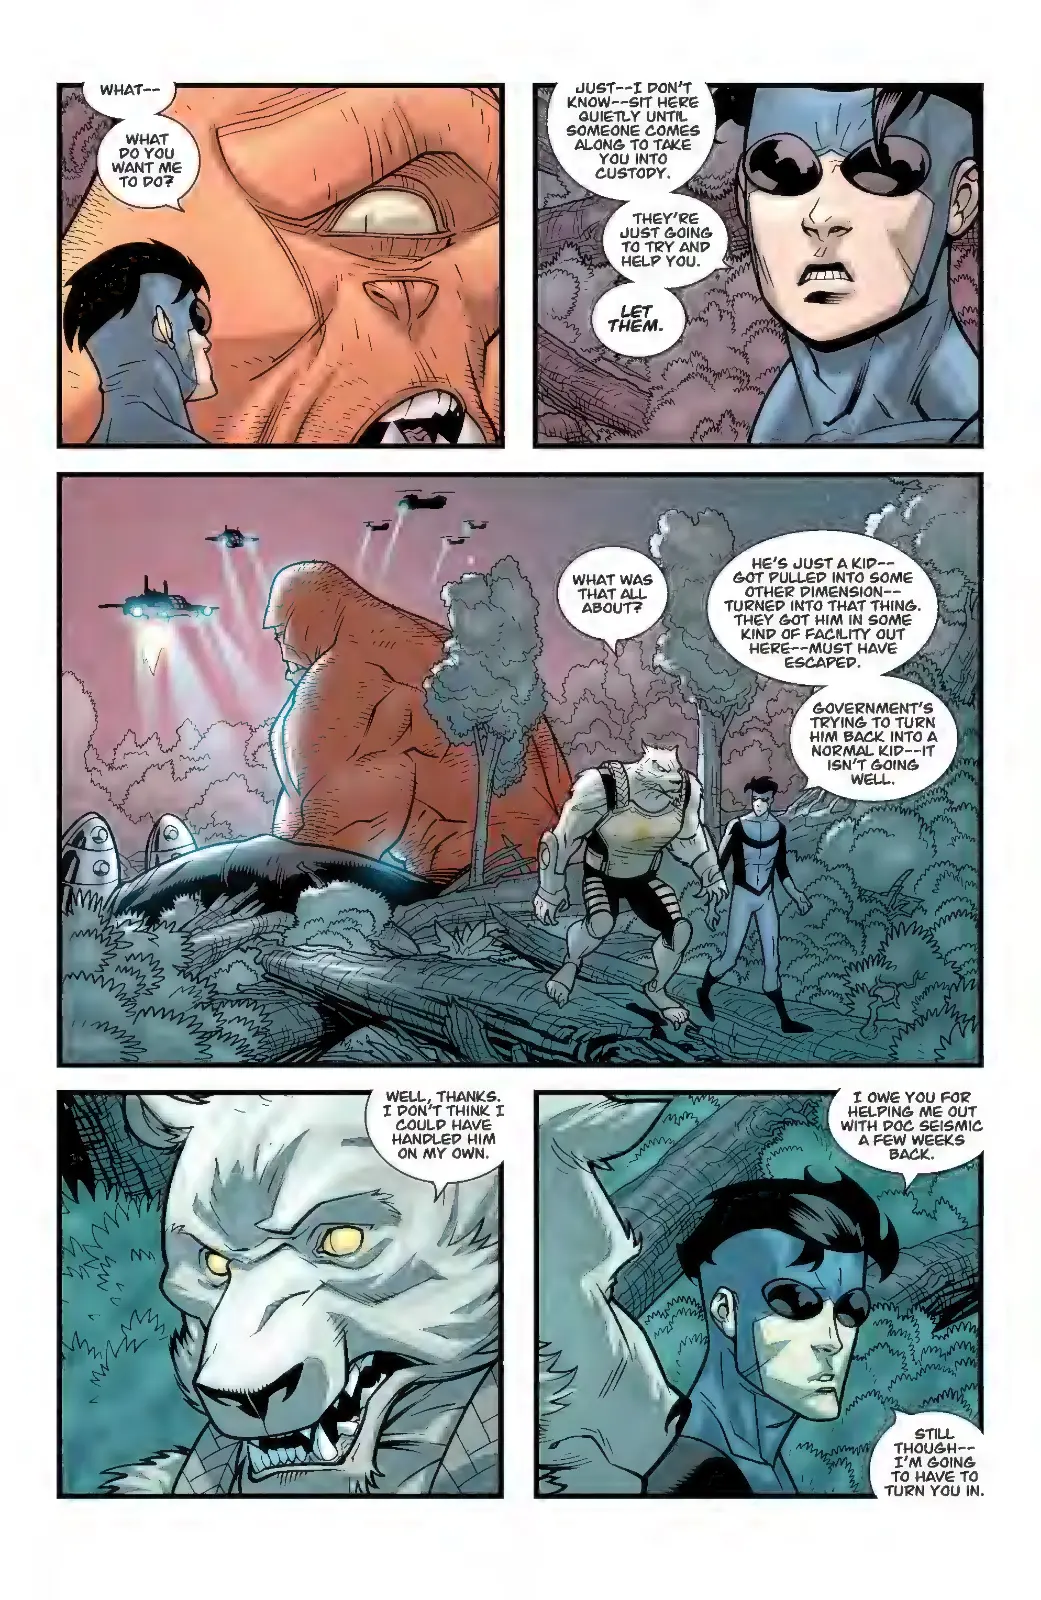 WHAT--
WHAT
DO YOU
WANT ME
TO DO?
JUST--I DON'T
KNOW--SIT HERE
QUIETLY UNTIL
SOMEONE COMES
ALONG TO TAKE
YOU INTO
CUSTODY.
THEY'RE
JUST GOING
TO TRY AND
HELP YOU.
LET
THEM.
WHAT WAS
THAT ALL
ABOUT?
HE'S JUST A KID--
GOT PULLED INTO SOME
OTHER DIMENSION--
TURNED INTO THAT THING.
THEY GOT HIM IN SOME
KIND OF FACILITY OUT
HERE--MUST HAVE
ESCAPED.
GOVERNMENT'S
TRYING TO TURN
HIM BACK INTO A
NORMAL KID--IT
ISN'T GOING
WELL.
WELL, THANKS.
I DON'T THINK I
COULD HAVE
HANDLED HIM
ON MY OWN.
I OWE YOU FOR
HELPING ME OUT
WITH DOC SEISMIC
A FEW WEEKS
BACK.
STILL
THOUGH--
I'M GOING
TO HAVE TO
TURN YOU IN.